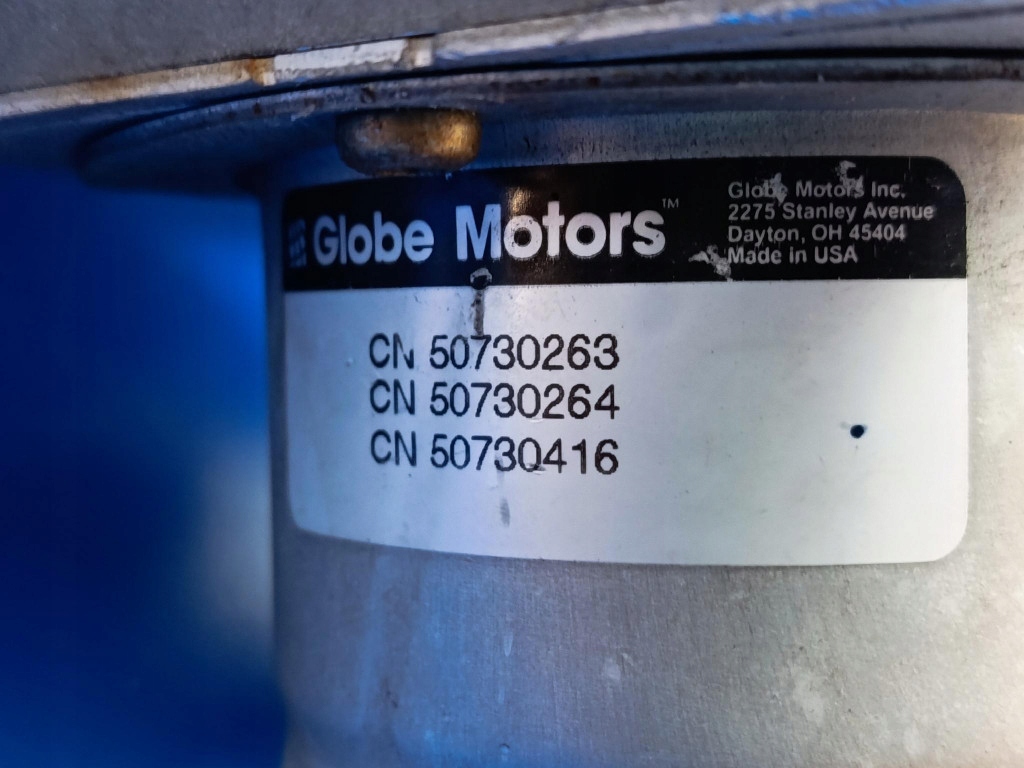 Globe Motors™
Globe Motors Inc.
2275 Stanley Avenue
Dayton, OH 45404
Made in USA
CN 50730263
CN 50730264
CN 50730416